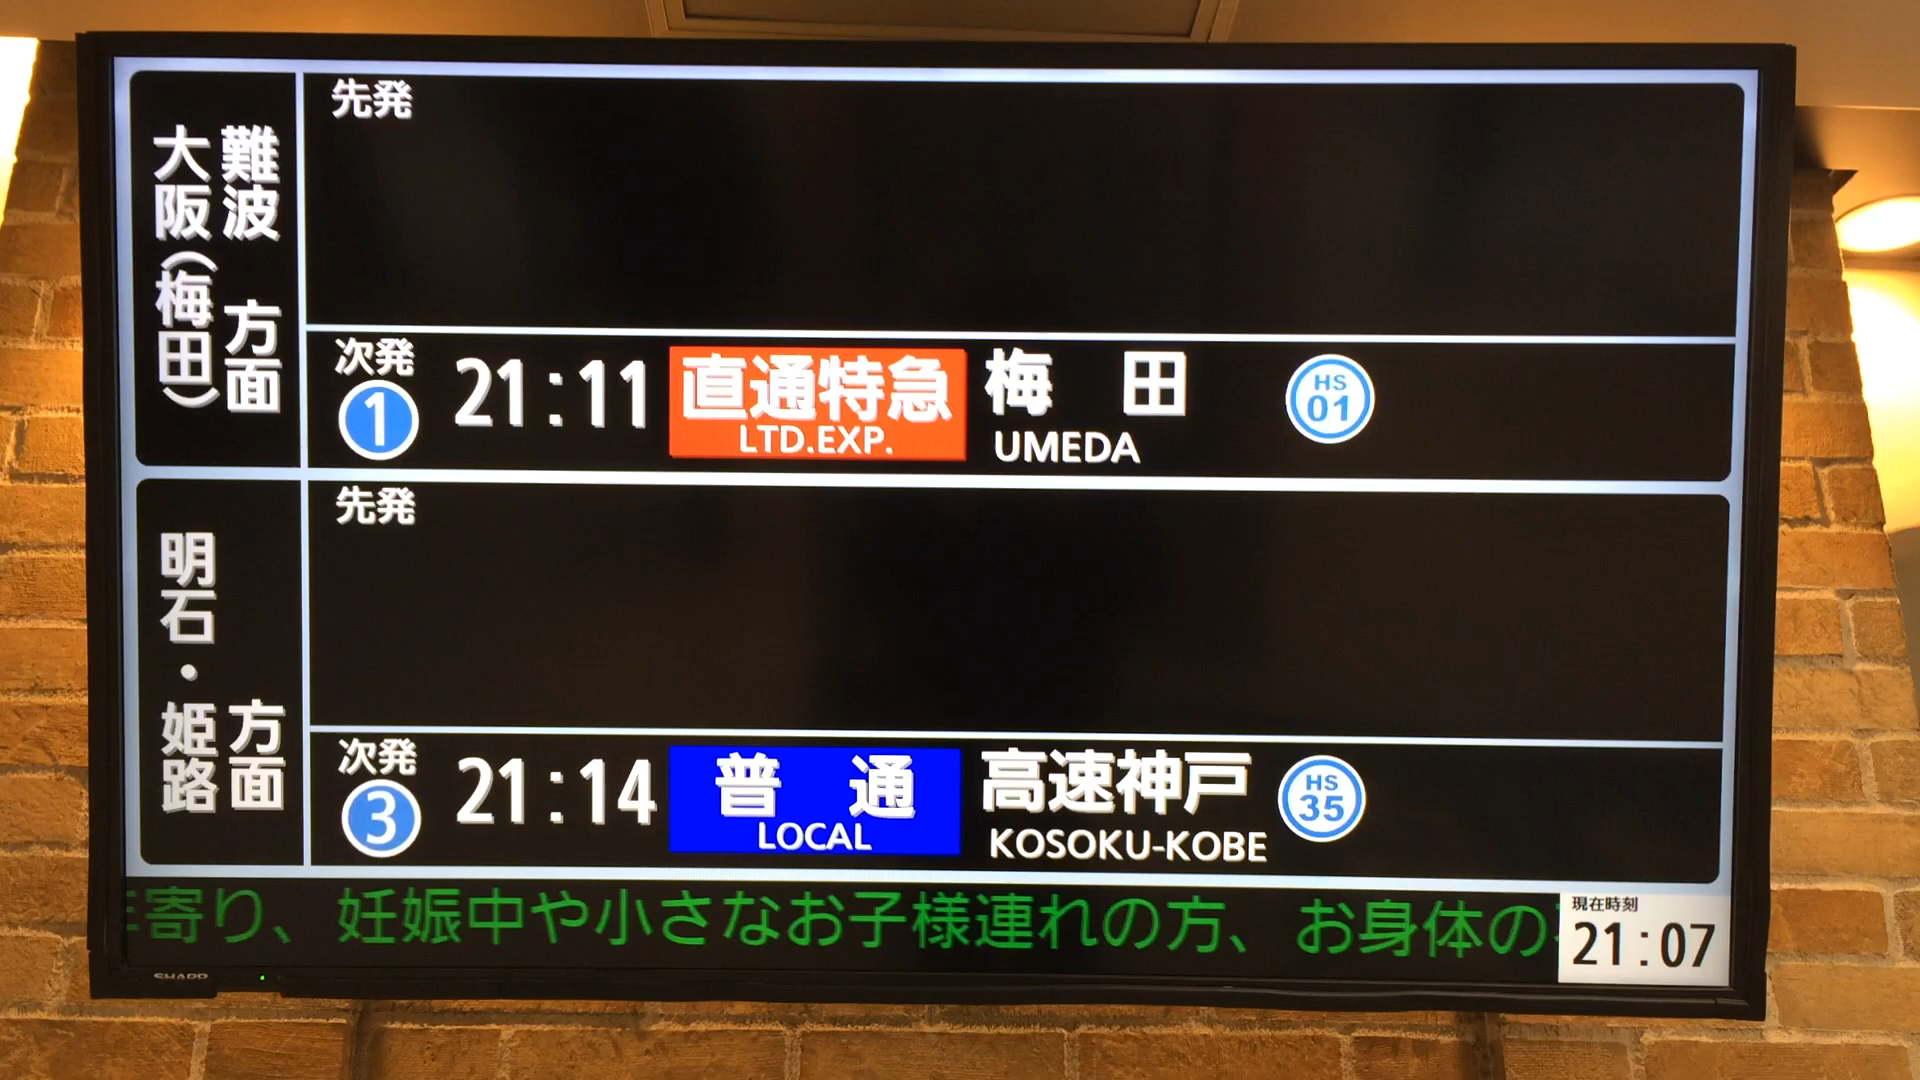 難波 方面
大阪(梅田)
先発
次発
1
21:11
直通特急
LTD.EXP.
梅 田
UMEDA
HS
01
明石・姫路
方面
先発
次発
3
21:14
普 通
LOCAL
高速神戸
KOSOKU-KOBE
HS
35
寄り、妊娠中や小さなお子様連れの方、お身体の
現在時刻
21:07
SHARP